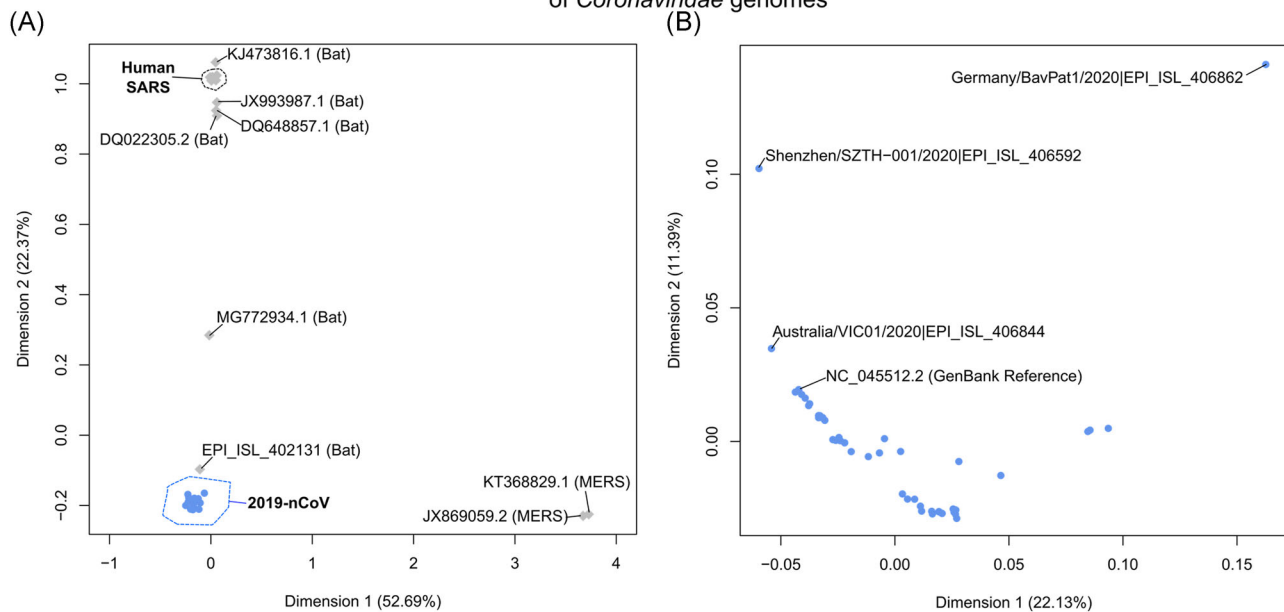 of Coronaviridae genomes
(A)
(B)
KJ473816.1 (Bat)
Human
SARS
JX993987.1 (Bat)
DQ648857.1 (Bat)
DQ022305.2 (Bat)
MG772934.1 (Bat)
EPI_ISL_402131 (Bat)
2019-nCoV
KT368829.1 (MERS)
JX869059.2 (MERS)
Dimension 2 (22.37%)
1.0
0.8
0.6
0.4
0.2
0.0
−0.2
−1
0
1
2
3
4
Dimension 1 (52.69%)
Germany/BavPat1/2020|EPI_ISL_406862
Shenzhen/SZTH−001/2020|EPI_ISL_406592
Australia/VIC01/2020|EPI_ISL_406844
NC_045512.2 (GenBank Reference)
Dimension 2 (11.39%)
0.10
0.05
0.00
−0.05
0.00
0.05
0.10
0.15
Dimension 1 (22.13%)